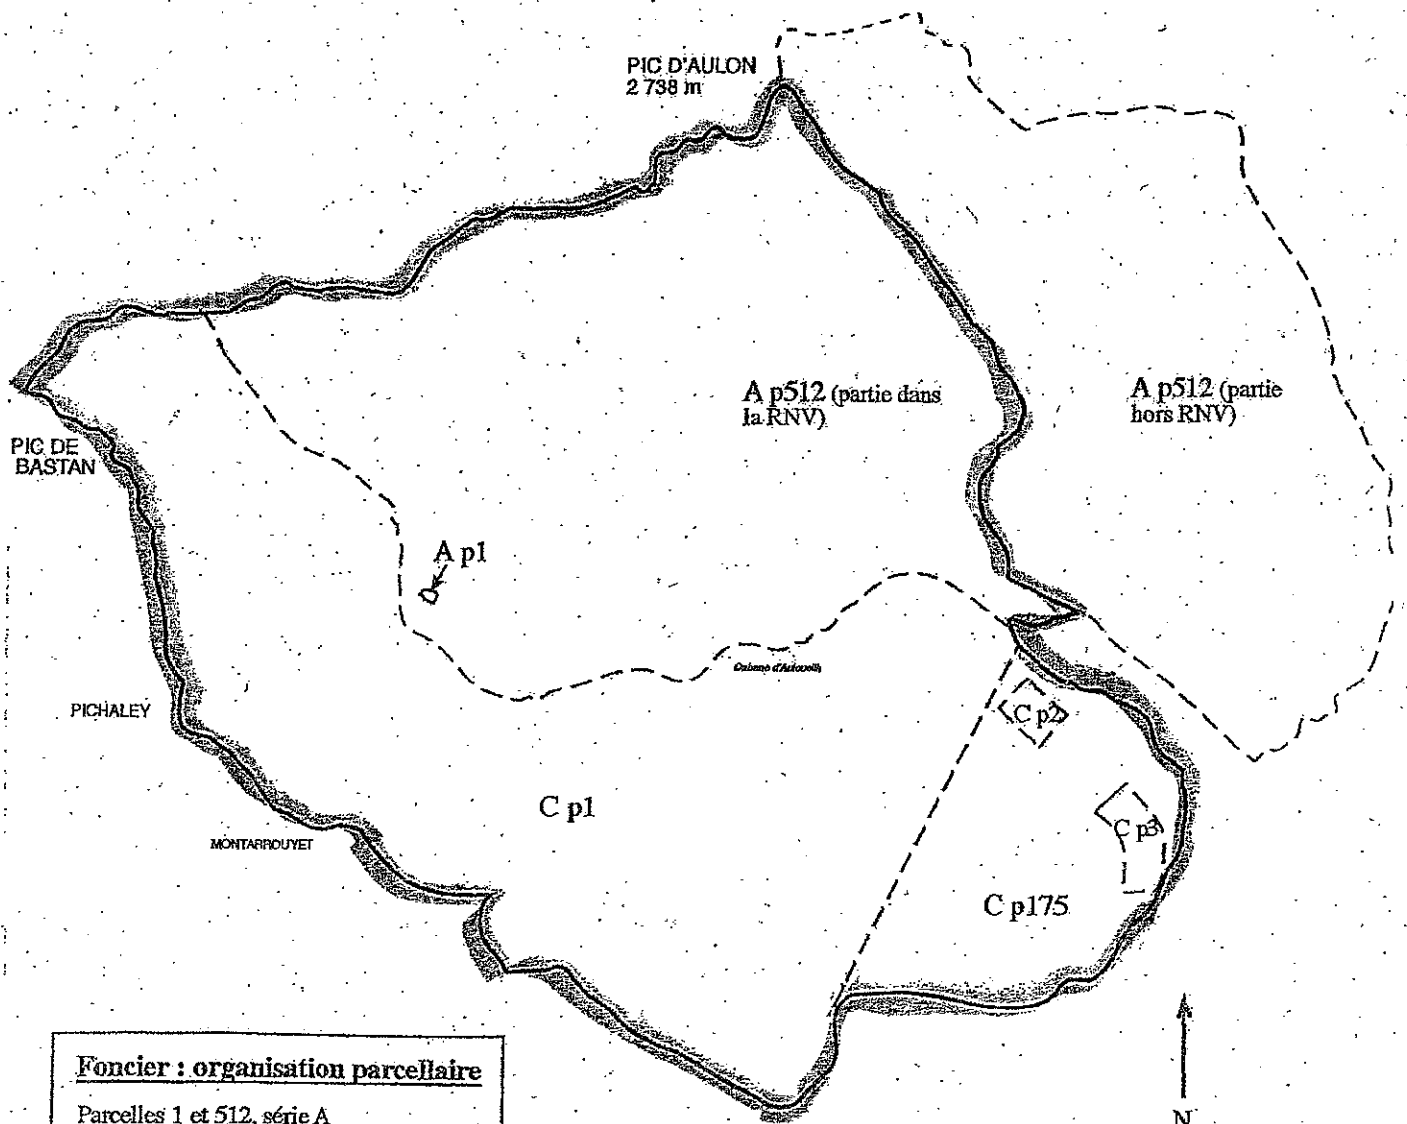 PIC D'AULON
2 738 m
A p512 (partie dans
la RNV)
A p512 (partie
hors RNV)
PIC DE
BASTAN
A p1
PICHALEY
C p2
C p1
C p3
MONTARROUYET
C p175
Foncier : organisation parcellaire
Parcelles 1 et 512, série A
N